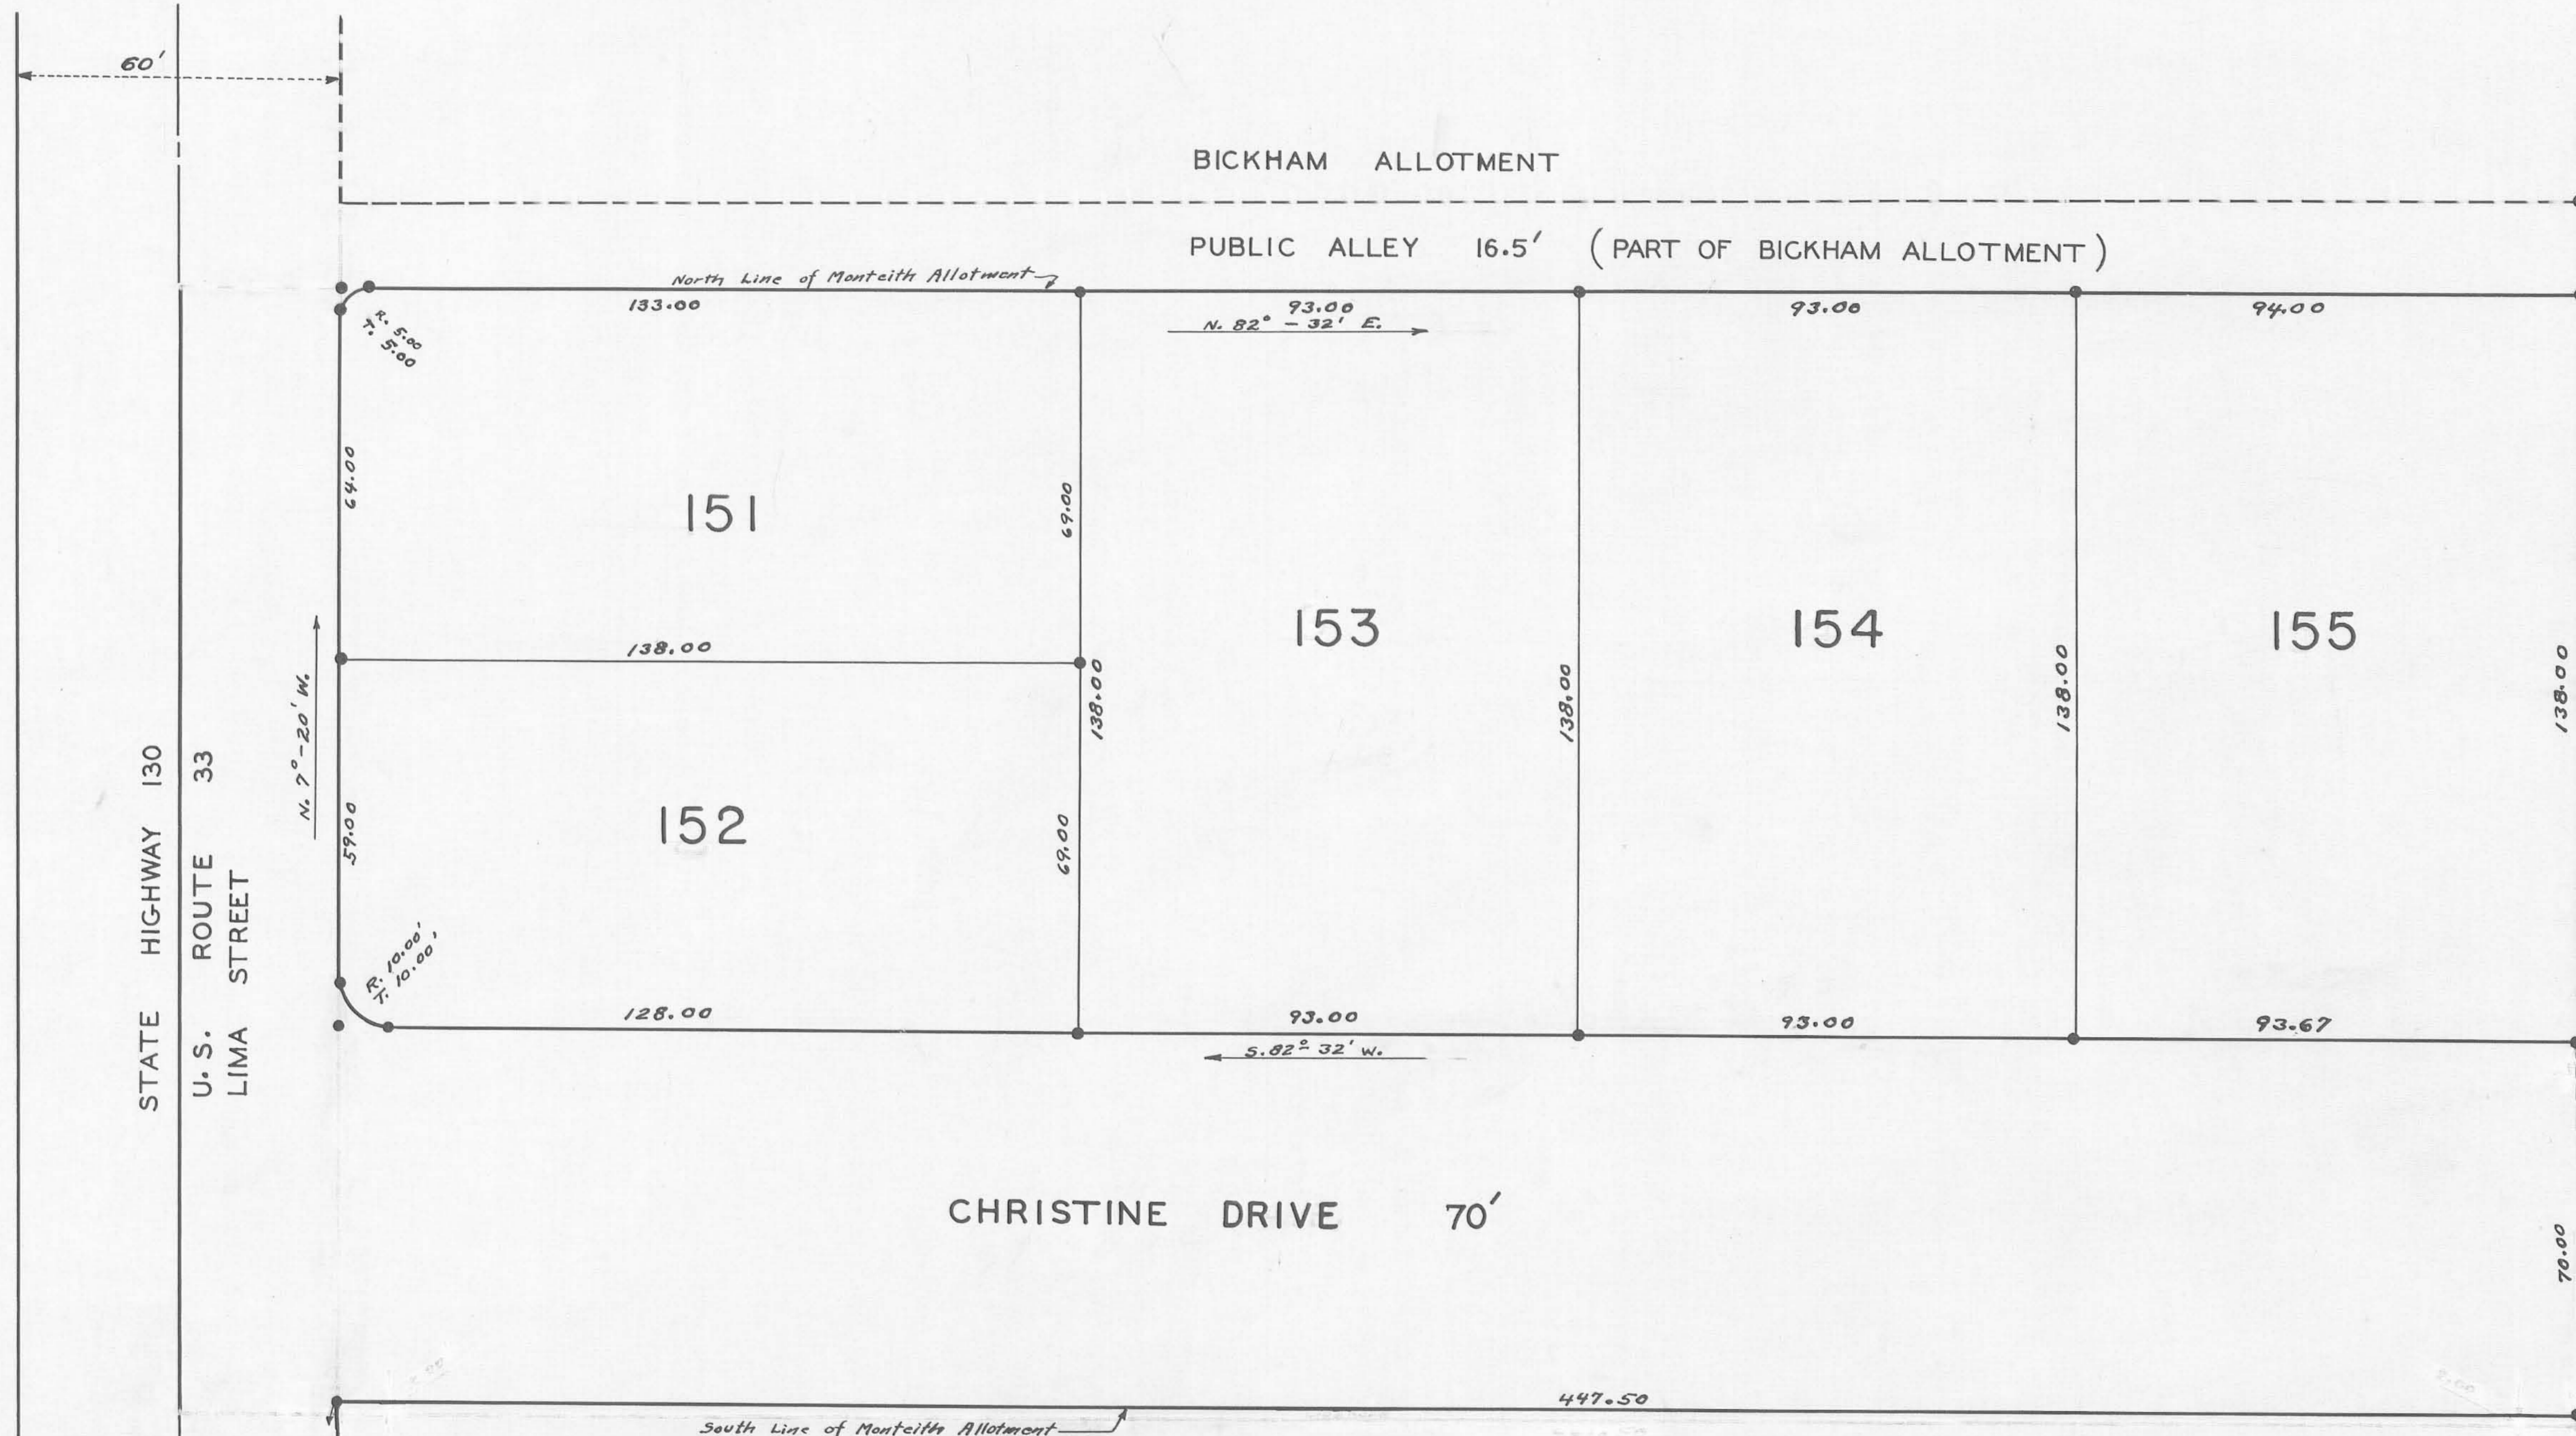 60'
BICKHAM ALLOTMENT
PUBLIC ALLEY 16.5' (PART OF BICKHAM ALLOTMENT)
North Line of Monteith Allotment
133.00
93.00
N. 82° - 32' E.
93.00
94.00
R. 5.00
T. 5.00
64.00
151
69.00
153
154
155
138.00
138.00
138.00
138.00
138.00
N. 7° - 20' W.
59.00
152
69.00
STATE HIGHWAY 130
U.S. ROUTE 33
LIMA STREET
R. 10.00'
T. 10.00'
128.00
93.00
S. 82° - 32' W.
93.00
93.67
CHRISTINE DRIVE 70'
70.00
447.50
South Line of Monteith Allotment